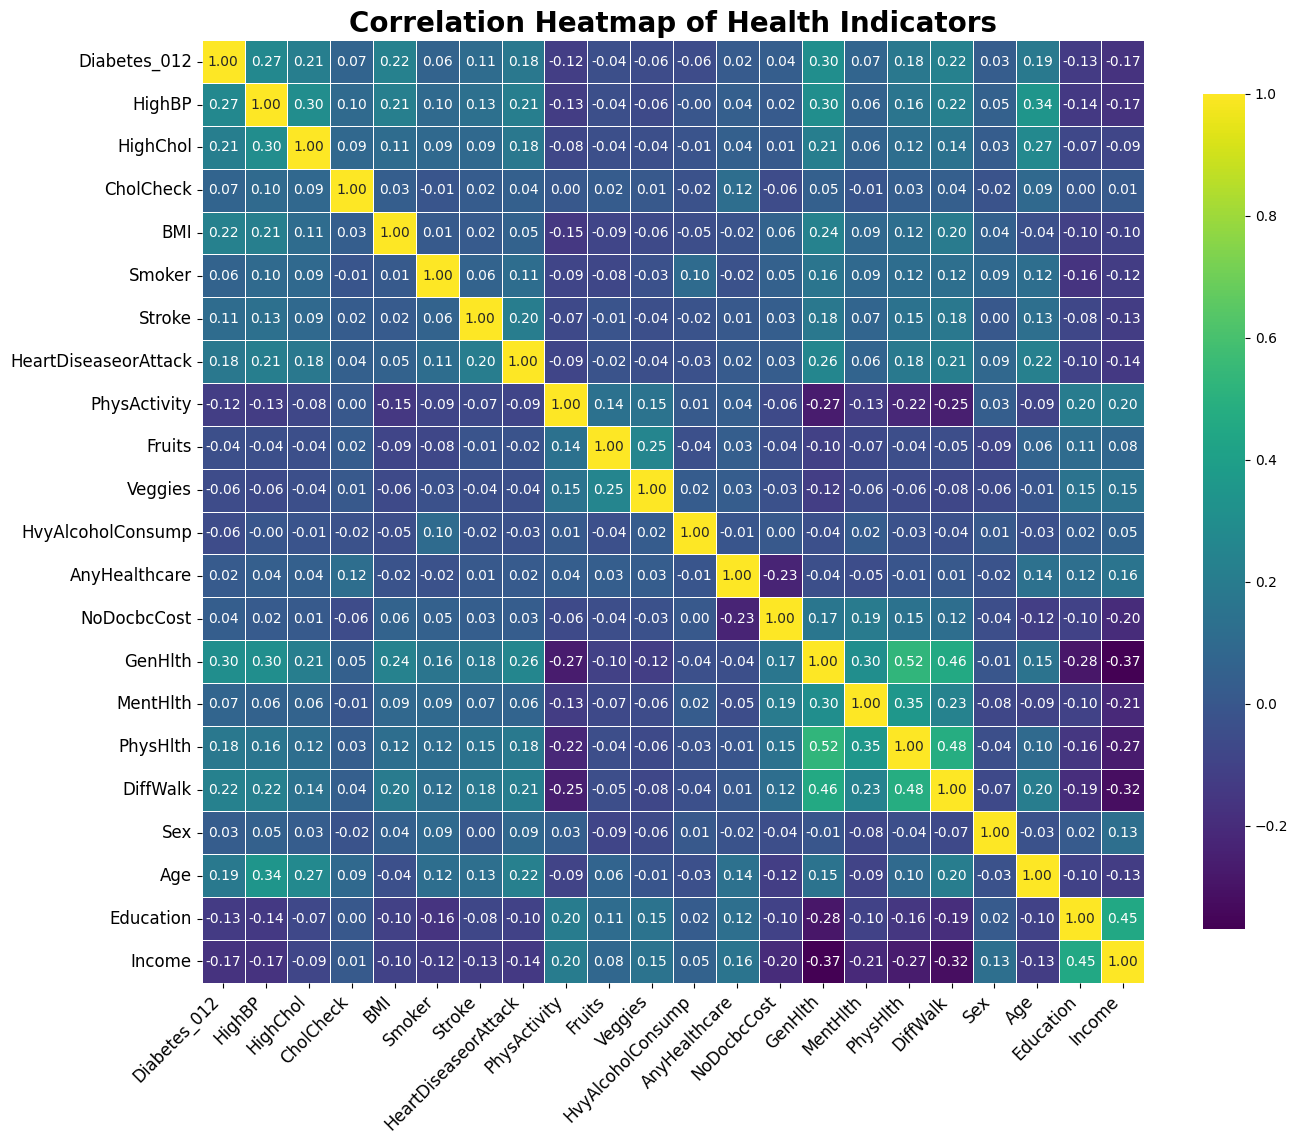 Correlation Heatmap of Health Indicators
Diabetes_012 1.00 0.27 0.21 0.07 0.22 0.06 0.11 0.18 -0.12 -0.04 -0.06 -0.06 0.02 0.04 0.30 0.07 0.18 0.22 0.03 0.19 -0.13 -0.17
HighBP 0.27 1.00 0.30 0.10 0.21 0.10 0.13 0.21 -0.13 -0.04 -0.06 -0.00 0.04 0.02 0.30 0.06 0.16 0.22 0.05 0.34 -0.14 -0.17
HighChol 0.21 0.30 1.00 0.09 0.11 0.09 0.09 0.18 -0.08 -0.04 -0.04 -0.01 0.04 0.01 0.21 0.06 0.12 0.14 0.03 0.27 -0.07 -0.09
CholCheck 0.07 0.10 0.09 1.00 0.03 -0.01 0.02 0.04 0.00 0.02 0.01 -0.02 0.12 -0.06 0.05 -0.01 0.03 0.04 -0.02 0.09 0.00 0.01
BMI 0.22 0.21 0.11 0.03 1.00 0.01 0.02 0.05 -0.15 -0.09 -0.06 -0.05 -0.02 0.06 0.24 0.09 0.12 0.20 0.04 -0.04 -0.10 -0.10
Smoker 0.06 0.10 0.09 -0.01 0.01 1.00 0.06 0.11 -0.09 -0.08 -0.03 0.10 -0.02 0.05 0.16 0.09 0.12 0.12 0.09 0.12 -0.16 -0.12
Stroke 0.11 0.13 0.09 0.02 0.02 0.06 1.00 0.20 -0.07 -0.01 -0.04 -0.02 0.01 0.03 0.18 0.07 0.15 0.18 0.00 0.13 -0.08 -0.13
HeartDiseaseorAttack 0.18 0.21 0.18 0.04 0.05 0.11 0.20 1.00 -0.09 -0.02 -0.04 -0.03 0.02 0.03 0.26 0.06 0.18 0.21 0.09 0.22 -0.10 -0.14
PhysActivity -0.12 -0.13 -0.08 0.00 -0.15 -0.09 -0.07 -0.09 1.00 0.14 0.15 0.01 0.04 -0.06 -0.27 -0.13 -0.22 -0.25 0.03 -0.09 0.20 0.20
Fruits -0.04 -0.04 -0.04 0.02 -0.09 -0.08 -0.01 -0.02 0.14 1.00 0.25 -0.04 0.03 -0.04 -0.10 -0.07 -0.04 -0.05 -0.09 0.06 0.11 0.08
Veggies -0.06 -0.06 -0.04 0.01 -0.06 -0.03 -0.04 -0.04 0.15 0.25 1.00 0.02 0.03 -0.03 -0.12 -0.06 -0.06 -0.08 -0.06 -0.01 0.15 0.15
HvyAlcoholConsump -0.06 -0.00 -0.01 -0.02 -0.05 0.10 -0.02 -0.03 0.01 -0.04 0.02 1.00 -0.01 0.00 -0.04 0.02 -0.03 -0.04 0.01 -0.03 0.02 0.05
AnyHealthcare 0.02 0.04 0.04 0.12 -0.02 -0.02 0.01 0.02 0.04 0.03 0.03 -0.01 1.00 -0.23 -0.04 -0.05 -0.01 0.01 -0.02 0.14 0.12 0.16
NoDocbcCost 0.04 0.02 0.01 -0.06 0.06 0.05 0.03 0.03 -0.06 -0.04 -0.03 0.00 -0.23 1.00 0.17 0.19 0.15 0.12 -0.04 -0.12 -0.10 -0.20
GenHlth 0.30 0.30 0.21 0.05 0.24 0.16 0.18 0.26 -0.27 -0.10 -0.12 -0.04 -0.04 0.17 1.00 0.30 0.52 0.46 -0.01 0.15 -0.28 -0.37
MentHlth 0.07 0.06 0.06 -0.01 0.09 0.09 0.07 0.06 -0.13 -0.07 -0.06 0.02 -0.05 0.19 0.30 1.00 0.35 0.23 -0.08 -0.09 -0.10 -0.21
PhysHlth 0.18 0.16 0.12 0.03 0.12 0.12 0.15 0.18 -0.22 -0.04 -0.06 -0.03 -0.01 0.15 0.52 0.35 1.00 0.48 -0.04 0.10 -0.16 -0.27
DiffWalk 0.22 0.22 0.14 0.04 0.20 0.12 0.18 0.21 -0.25 -0.05 -0.08 -0.04 0.01 0.12 0.46 0.23 0.48 1.00 -0.07 0.20 -0.19 -0.32
Sex 0.03 0.05 0.03 -0.02 0.04 0.09 0.00 0.09 0.03 -0.09 -0.06 0.01 -0.02 -0.04 -0.01 -0.08 -0.04 -0.07 1.00 -0.03 0.02 0.13
Age 0.19 0.34 0.27 0.09 -0.04 0.12 0.13 0.22 -0.09 0.06 -0.01 -0.03 0.14 -0.12 0.15 -0.09 0.10 0.20 -0.03 1.00 -0.10 -0.13
Education -0.13 -0.14 -0.07 0.00 -0.10 -0.16 -0.08 -0.10 0.20 0.11 0.15 0.02 0.12 -0.10 -0.28 -0.10 -0.16 -0.19 0.02 -0.10 1.00 0.45
Income -0.17 -0.17 -0.09 0.01 -0.10 -0.12 -0.13 -0.14 0.20 0.08 0.15 0.05 0.16 -0.20 -0.37 -0.21 -0.27 -0.32 0.13 -0.13 0.45 1.00
Diabetes_012 HighBP HighChol CholCheck BMI Smoker Stroke HeartDiseaseorAttack PhysActivity Fruits Veggies HvyAlcoholConsump AnyHealthcare NoDocbcCost GenHlth MentHlth PhysHlth DiffWalk Sex Age Education Income
1.0
0.8
0.6
0.4
0.2
0.0
−0.2